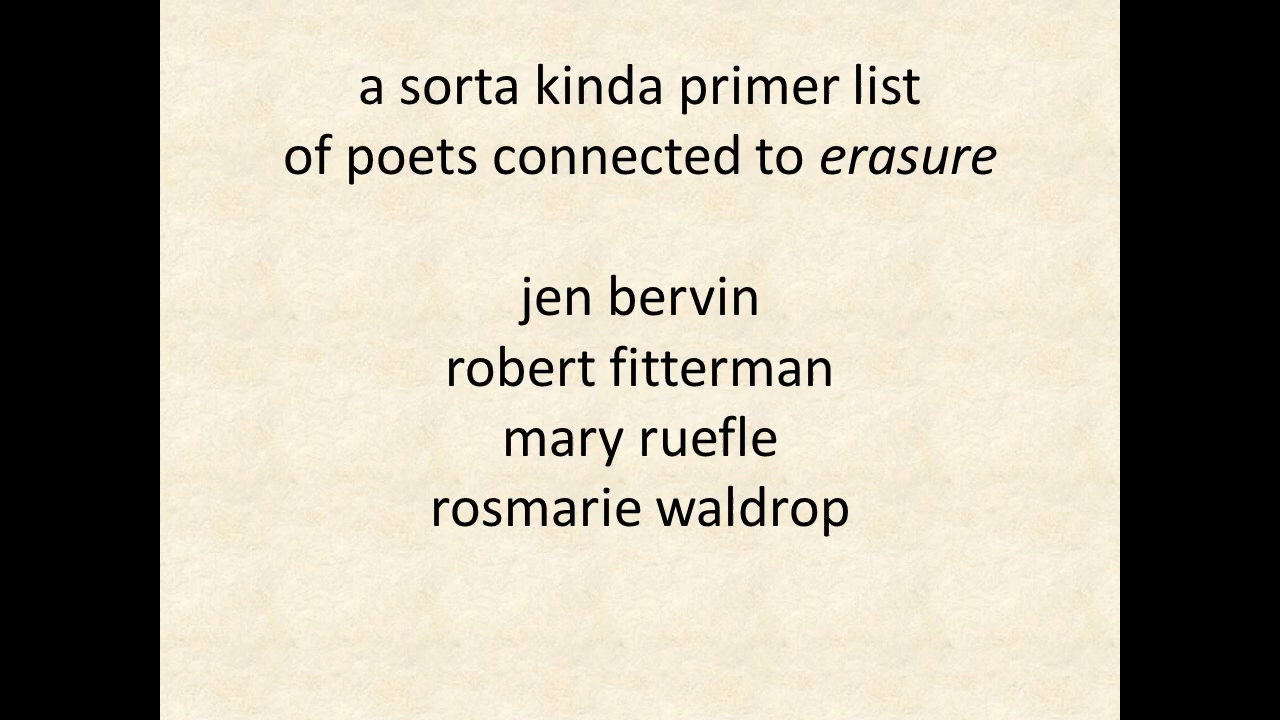 a sorta kinda primer list
of poets connected to erasure
jen bervin
robert fitterman
mary ruefle
rosmarie waldrop